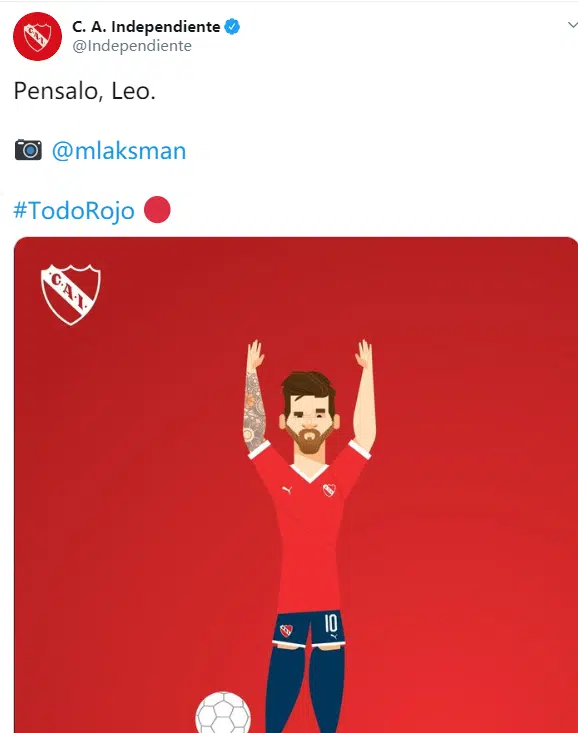 C. A. Independiente
@Independiente
Pensalo, Leo.
@mlaksman
#TodoRojo
C.A.I.
10